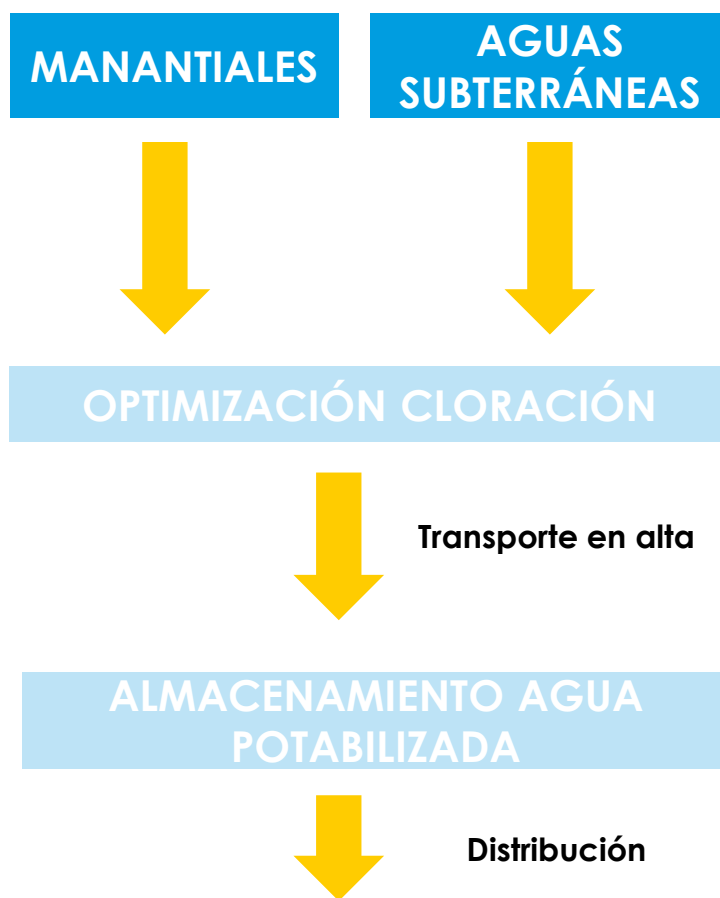 MANANTIALES
AGUAS
SUBTERRÁNEAS
OPTIMIZACIÓN CLORACIÓN
Transporte en alta
ALMACENAMIENTO AGUA
POTABILIZADA
Distribución